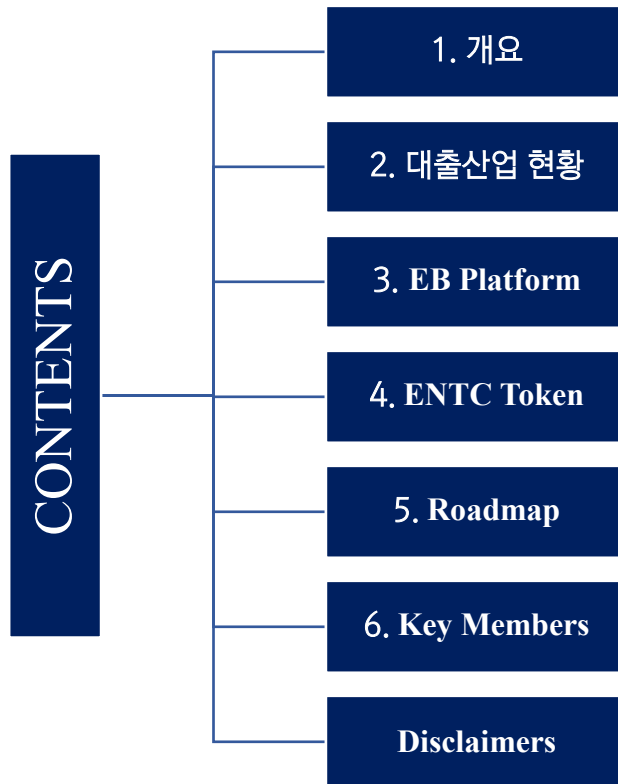 CONTENTS
1. 개요
2. 대출산업 현황
3. EB Platform
4. ENTC Token
5. Roadmap
6. Key Members
Disclaimers